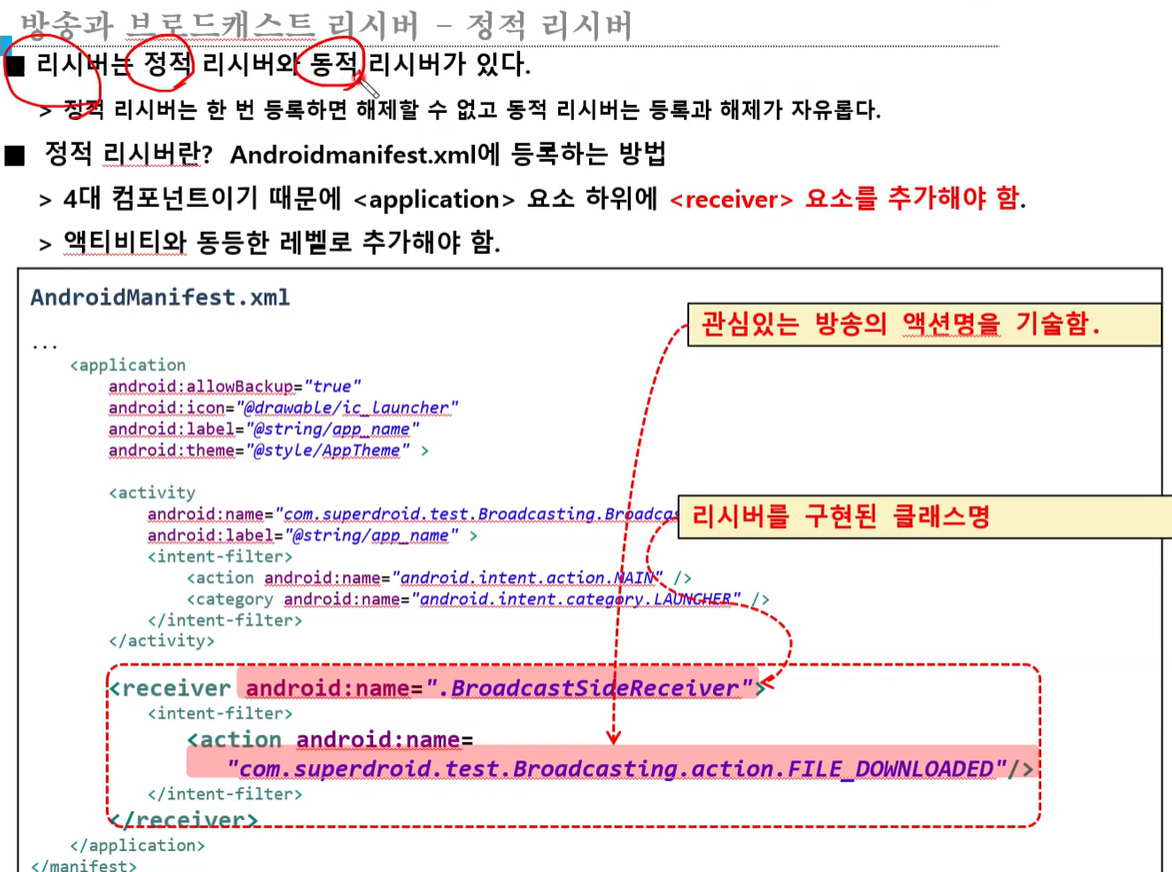 방송과 브로드캐스트 리시버 - 정적 리시버
■ 리시버는 정적 리시버와 동적 리시버가 있다.
> 정적 리시버는 한 번 등록하면 해제할 수 없고 동적 리시버는 등록과 해제가 자유롭다.
■ 정적 리시버란? Androidmanifest.xml에 등록하는 방법
> 4대 컴포넌트이기 때문에 <application> 요소 하위에 <receiver> 요소를 추가해야 함.
> 액티비티와 동등한 레벨로 추가해야 함.
AndroidManifest.xml
관심있는 방송의 액션명을 기술함.
...
<application
android:allowBackup="true"
android:icon="@drawable/ic_launcher"
android:label="@string/app_name"
android:theme="@style/AppTheme" >
<activity
android:name="com.superdroid.test.Broadcasting.Broadcas
리시버를 구현된 클래스명
android:label="@string/app_name" >
<intent-filter>
<action android:name="android.intent.action.MAIN" />
<category android:name="android.intent.category.LAUNCHER" />
</intent-filter>
</activity>
<receiver android:name=".BroadcastSideReceiver">
<intent-filter>
<action android:name=
"com.superdroid.test.Broadcasting.action.FILE_DOWNLOADED"/>
</intent-filter>
</receiver>
</application>
</manifest>